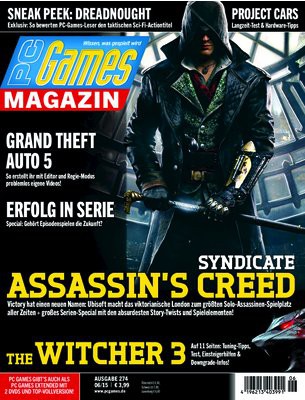 SNEAK PEEK: DREADNOUGHT
Exklusiv: So bewerten PC-Games-Leser den taktischen Sci-Fi-Actiontitel
PROJECT CARS
Langzeit-Test & Hardware-Tipps
Wissen, was gespielt wird
PC Games
MAGAZIN
GRAND THEFT
AUTO 5
So erstellt ihr mit Editor und Regie-Modus
problemlos eigene Videos!
ERFOLG IN SERIE
Special: Gehört Episodenspielen die Zukunft?
SYNDICATE
ASSASSIN'S CREED
Victory hat einen neuen Namen: Ubisoft macht das viktorianische London zum größten Solo-Assassinen-Spielplatz
aller Zeiten + großes Serien-Special mit den absurdesten Story-Twists und Spielelementen!
THE WITCHER 3
Auf 11 Seiten: Tuning-Tipps,
Test, Einsteigerhilfen &
Downgrade-Infos!
PC GAMES GIBT'S AUCH ALS
PC GAMES EXTENDED MIT
2 DVDS UND TOP-VOLLVERSION!
AUSGABE 274
06/15 | € 3,99
06
4 196213 403991